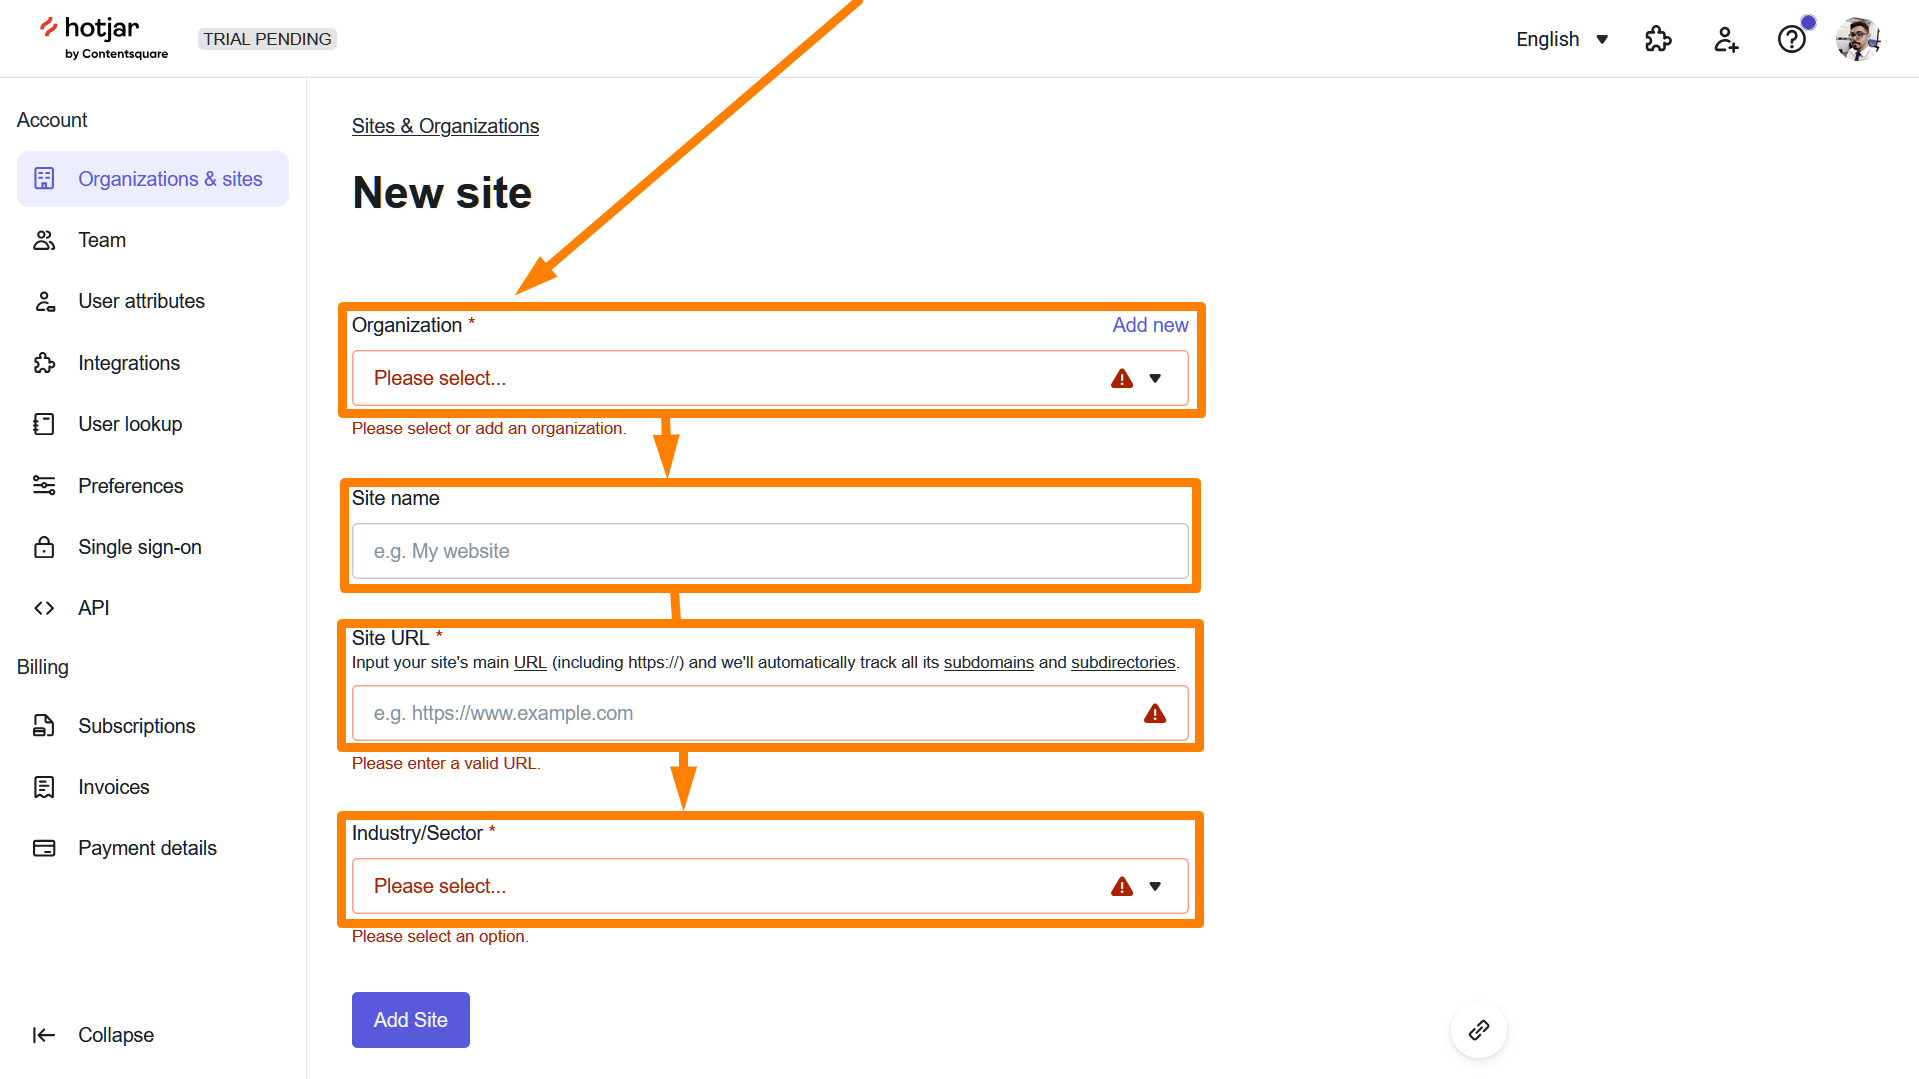 hotjar
by Contentsquare
TRIAL PENDING
English
Account
Organizations & sites
Team
User attributes
Integrations
User lookup
Preferences
Single sign-on
API
Billing
Subscriptions
Invoices
Payment details
Collapse
Sites & Organizations
New site
Organization *
Add new
Please select...
Please select or add an organization.
Site name
e.g. My website
Site URL *
Input your site's main URL (including https://) and we'll automatically track all its subdomains and subdirectories.
e.g. https://www.example.com
Please enter a valid URL.
Industry/Sector *
Please select...
Please select an option.
Add Site